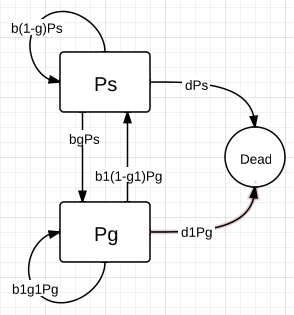 b(1-g)Ps
Ps
dPs
bgPs
Dead
b1(1-g1)Pg
Pg
d1Pg
b1g1Pg